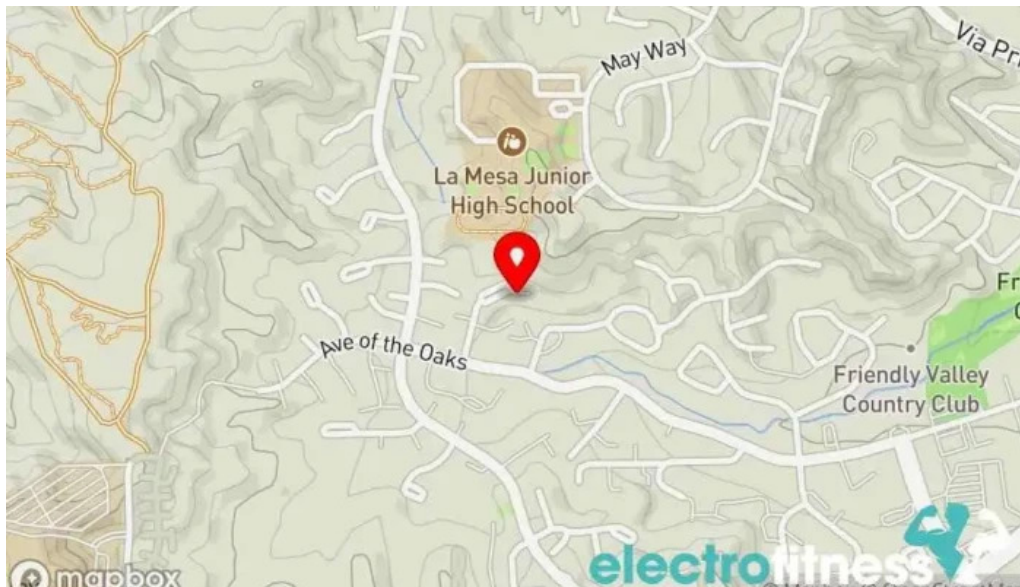 May Way
Via Pri
La Mesa Junior
High School
Fr
Ave of the Oaks
Friendly Valley
Country Club
electrofitness
mapbox